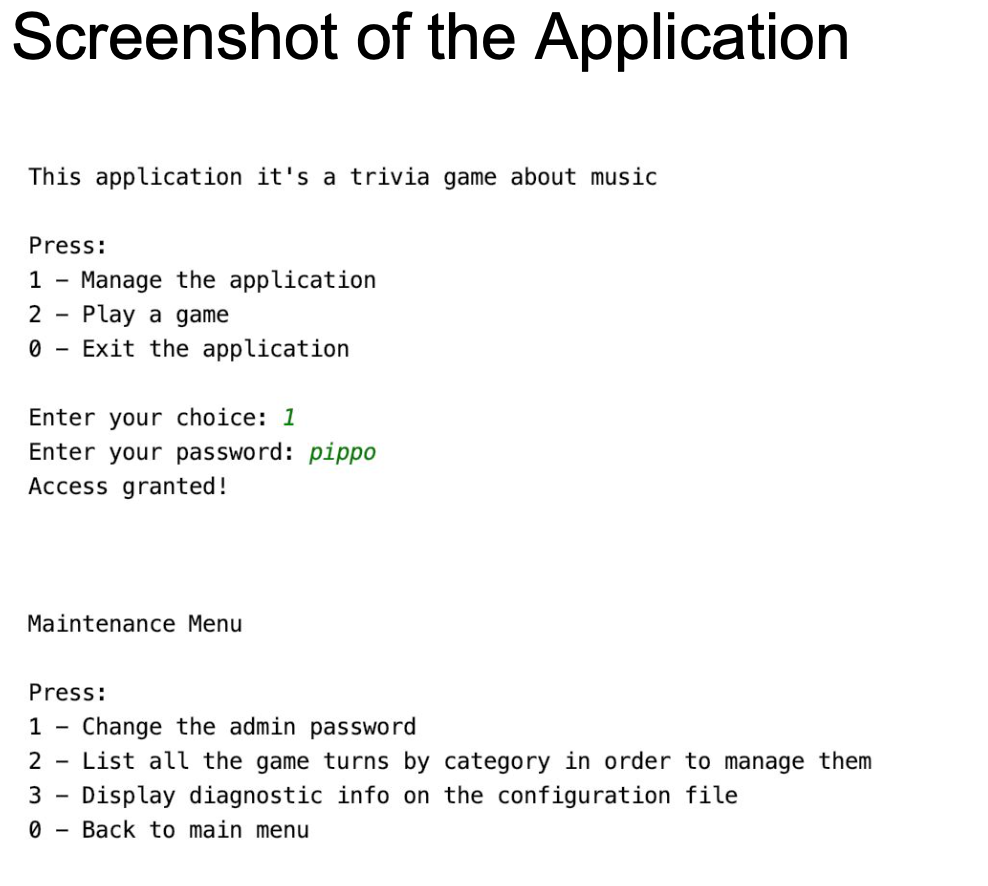 Screenshot of the Application
This application it's a trivia game about music
Press:
1 – Manage the application
2 – Play a game
0 – Exit the application
Enter your choice: 1
Enter your password: pippo
Access granted!
Maintenance Menu
Press:
1 – Change the admin password
2 – List all the game turns by category in order to manage them
3 – Display diagnostic info on the configuration file
0 – Back to main menu